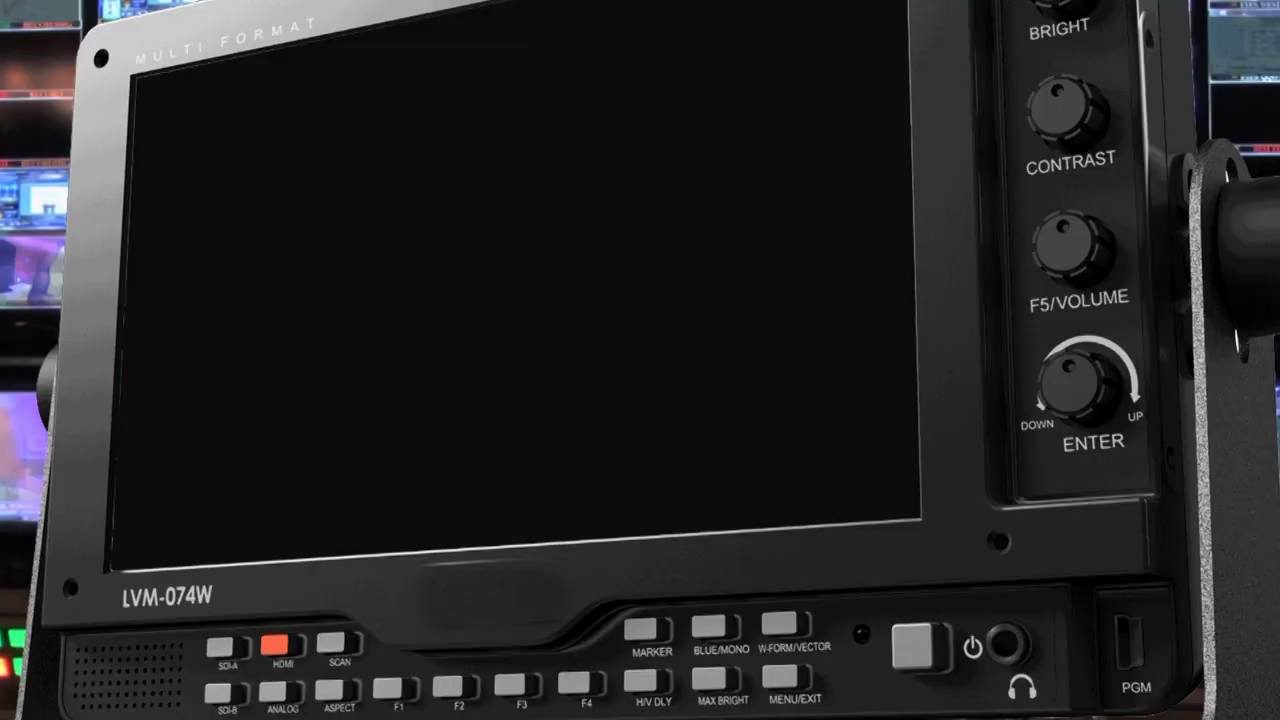 MULTI FORMAT
BRIGHT
CONTRAST
F5/VOLUME
DOWN
UP
ENTER
LVM-074W
SDI-A
HDMI
SCAN
MARKER
BLUE/MONO
W-FORM/VECTOR
SDI-B
ANALOG
ASPECT
F1
F2
F3
F4
H/V DLY
MAX BRIGHT
MENU/EXIT
PGM